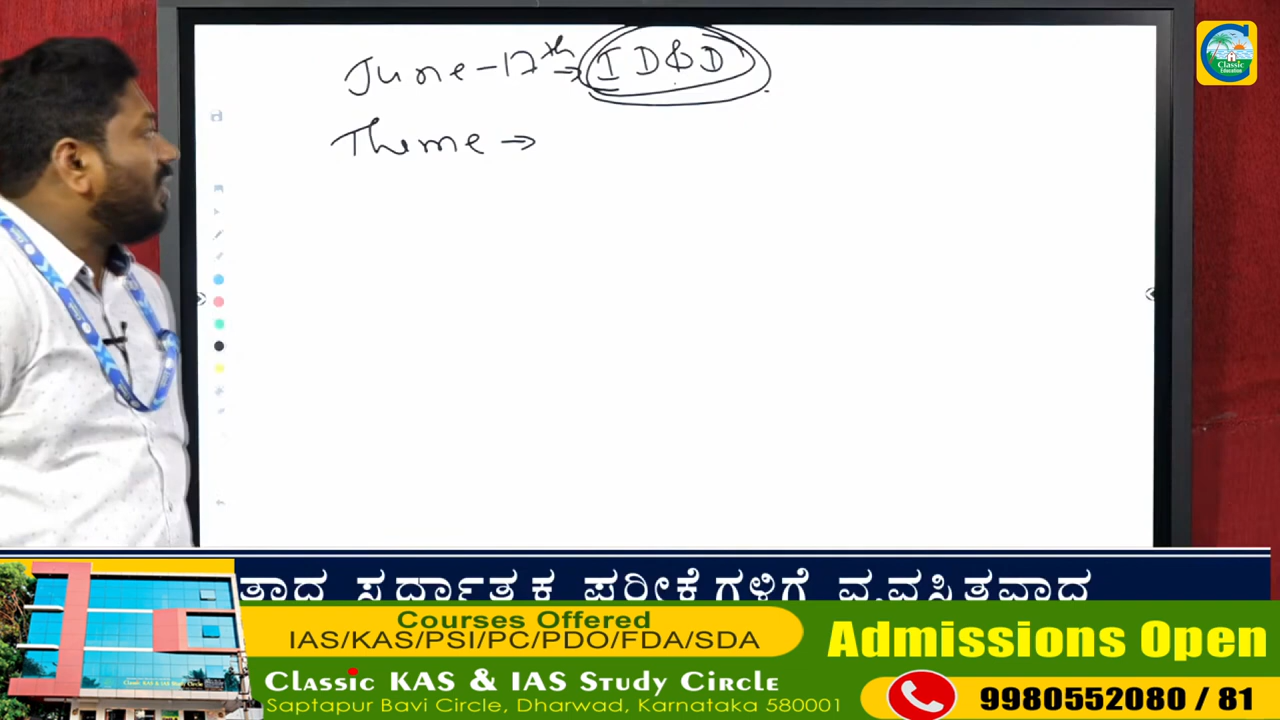 June - 17th → ID&D
Theme →
Classic
Education
ತಾದ ಸ್ಪರ್ಧಾತ್ಮಕ ಪರೀಕ್ಷೆಗಳಿಗೆ ವ್ಯವಸ್ಥಿತವಾದ
Courses Offered
IAS/KAS/PSI/PC/PDO/FDA/SDA
Admissions Open
Classic KAS & IAS Study Circle
Saptapur Bavi Circle, Dharwad, Karnataka 580001
9980552080 / 81